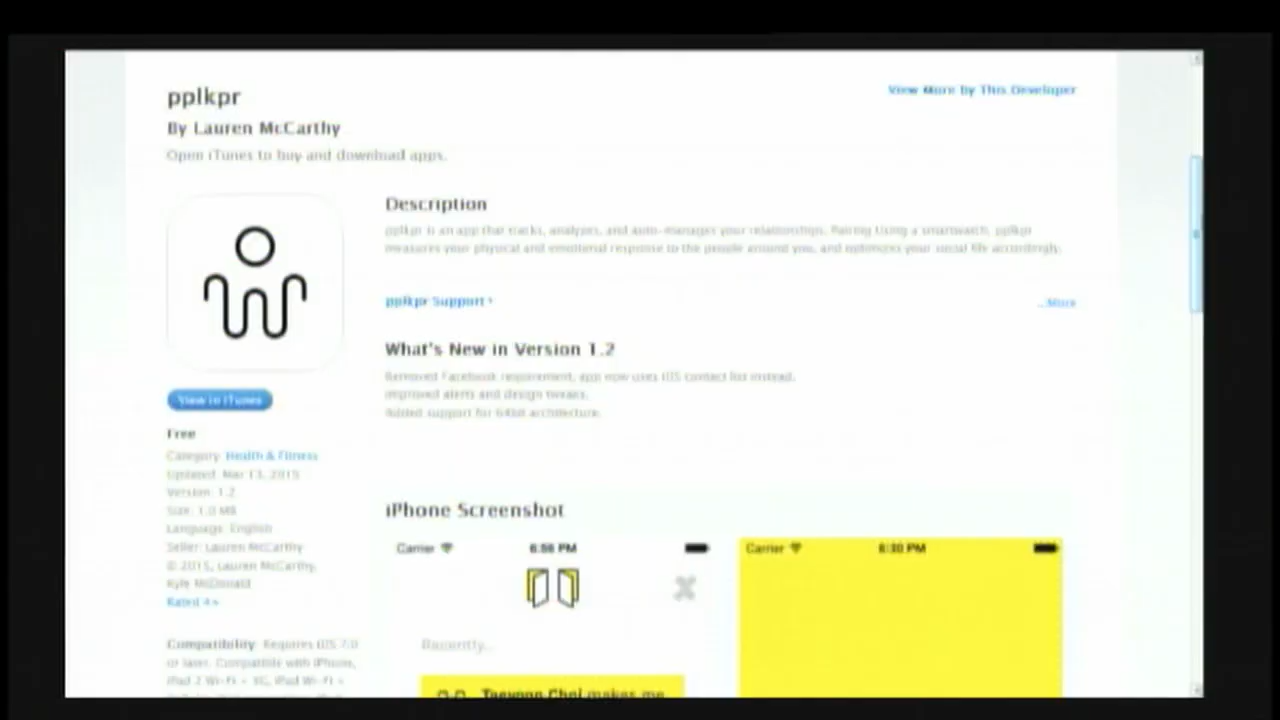 pplkpr
View More by This Developer
By Lauren McCarthy
Open iTunes to buy and download apps.
Description
pplkpr is an app that tracks, analyzes, and auto-manages your relationships. Pairing Using a smartwatch, pplkpr
measures your physical and emotional response to the people around you, and optimizes your social life accordingly.
pplkpr Support
...More
What's New in Version 1.2
Removed Facebook requirement, app now uses iOS contact list instead.
Improved alerts and design tweaks.
Added support for 64bit architecture.
View in iTunes
Free
Category: Health & Fitness
Updated: Mar 13, 2015
Version: 1.2
Size: 1.0 MB
Language: English
Seller: Lauren McCarthy
© 2015, Lauren McCarthy,
Kyle McDonald
Rated 4+
Compatibility: Requires iOS 7.0
or later. Compatible with iPhone,
iPad 2 Wi-Fi + 3G, iPad Wi-Fi +
iPhone Screenshot
Carrier 6:56 PM
Recently...
Taeyoon Choi makes me
Carrier 6:30 PM